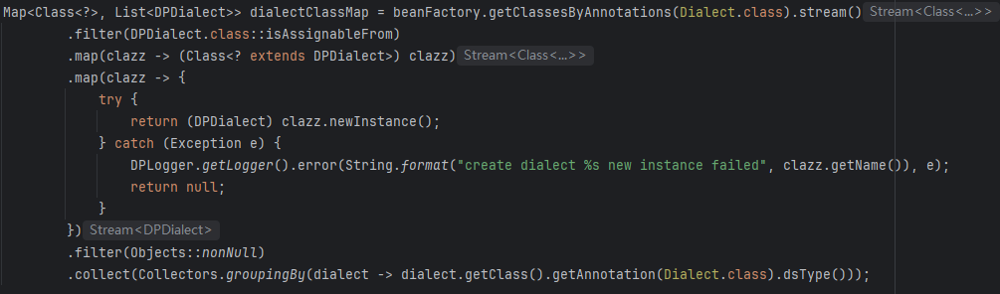 Map<Class<?>, List<DPDialect>> dialectClassMap = beanFactory.getClassesByAnnotations(Dialect.class).stream() Stream<Class<...>>
        .filter(DPDialect.class::isAssignableFrom)
        .map(clazz -> (Class<? extends DPDialect>) clazz) Stream<Class<...>>
        .map(clazz -> {
            try {
                return (DPDialect) clazz.newInstance();
            } catch (Exception e) {
                DPLogger.getLogger().error(String.format("create dialect %s new instance failed", clazz.getName()), e);
                return null;
            }
        }) Stream<DPDialect>
        .filter(Objects::nonNull)
        .collect(Collectors.groupingBy(dialect -> dialect.getClass().getAnnotation(Dialect.class).dsType()));